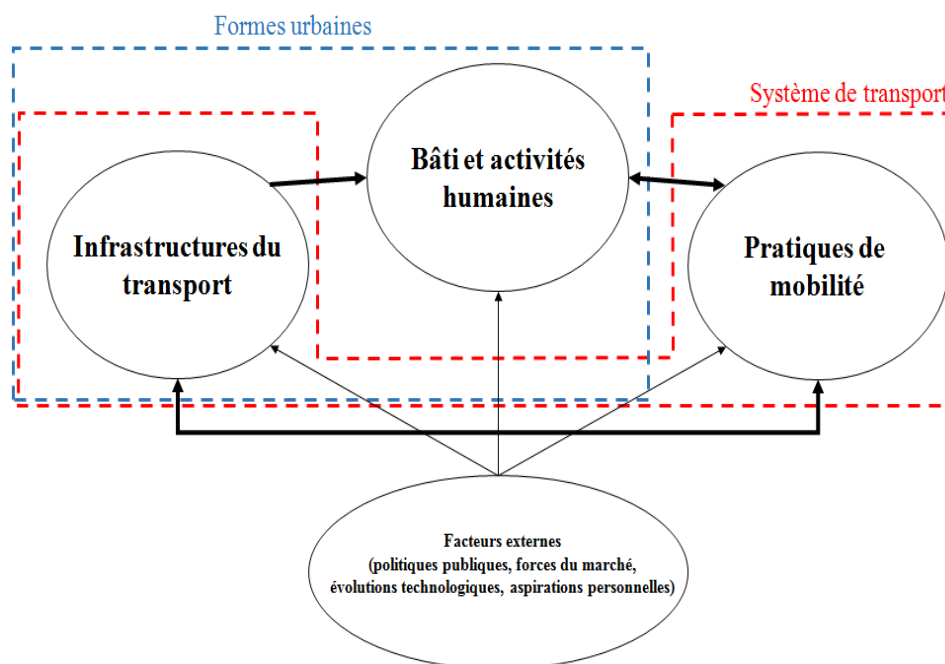 Formes urbaines
Système de transport
Bâti et activités
humaines
Infrastructures du
transport
Pratiques de
mobilité
Facteurs externes
(politiques publiques, forces du marché,
évolutions technologiques, aspirations personnelles)